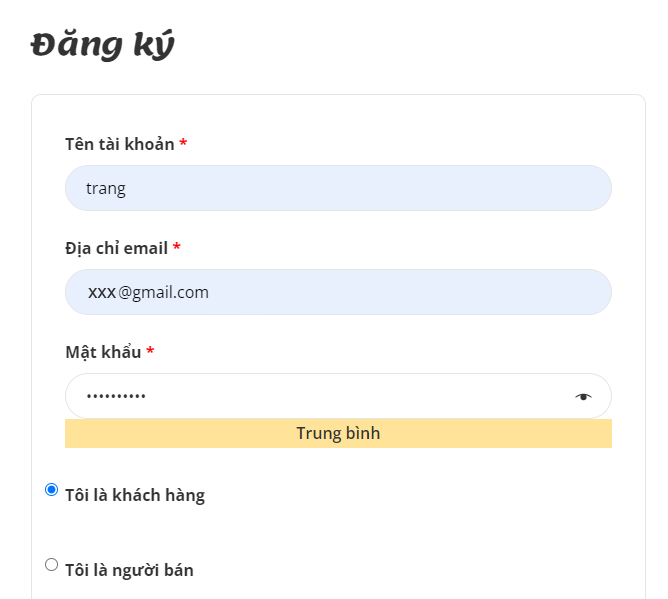 Đăng ký
Tên tài khoản *
trang
Địa chỉ email *
xxx@gmail.com
Mật khẩu *
••••••••••
Trung bình
Tôi là khách hàng
Tôi là người bán